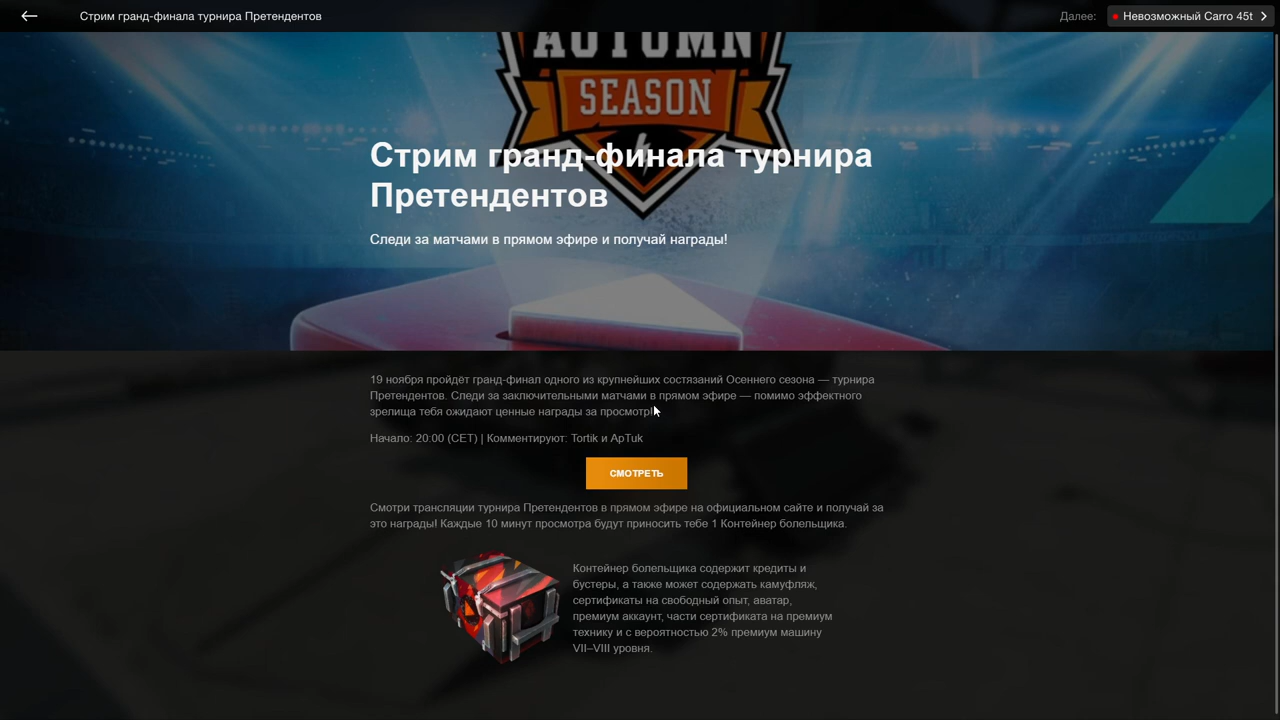 Стрим гранд-финала турнира Претендентов
Далее: Невозможный Carro 45t
AUTUMN
SEASON
Стрим гранд-финала турнира
Претендентов
Следи за матчами в прямом эфире и получай награды!
19 ноября пройдёт гранд-финал одного из крупнейших состязаний Осеннего сезона — турнира
Претендентов. Следи за заключительными матчами в прямом эфире — помимо эффектного
зрелища тебя ожидают ценные награды за просмотр!
Начало: 20:00 (CET) | Комментируют: Tortik и ApTuk
СМОТРЕТЬ
Смотри трансляции турнира Претендентов в прямом эфире на официальном сайте и получай за
это награды! Каждые 10 минут просмотра будут приносить тебе 1 Контейнер болельщика.
Контейнер болельщика содержит кредиты и
бустеры, а также может содержать камуфляж,
сертификаты на свободный опыт, аватар,
премиум аккаунт, части сертификата на премиум
технику и с вероятностью 2% премиум машину
VII–VIII уровня.